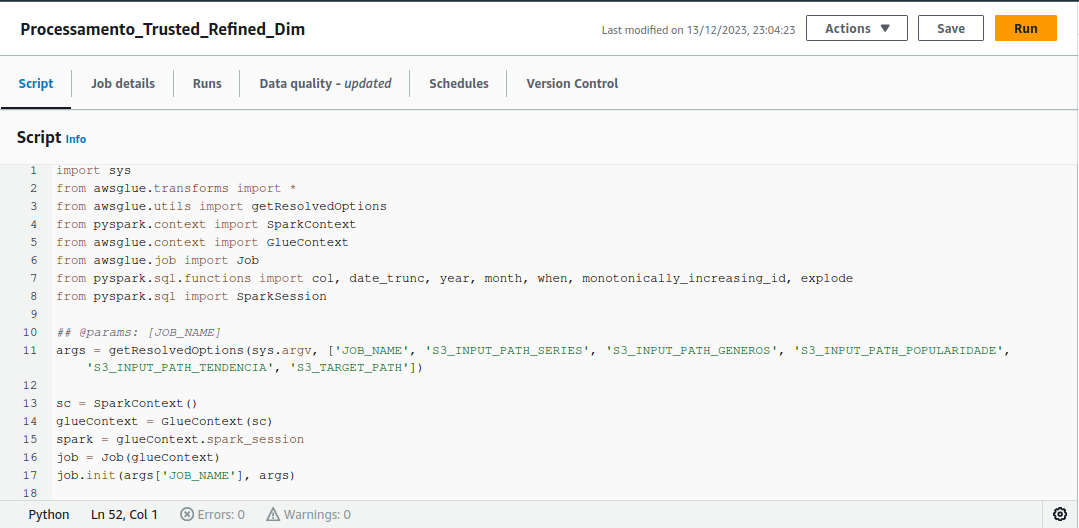 Processamento_Trusted_Refined_Dim
Last modified on 13/12/2023, 23:04:23
Actions ▼
Save
Run
Script
Job details
Runs
Data quality - updated
Schedules
Version Control
Script Info
1 import sys
2 from awsglue.transforms import *
3 from awsglue.utils import getResolvedOptions
4 from pyspark.context import SparkContext
5 from awsglue.context import GlueContext
6 from awsglue.job import Job
7 from pyspark.sql.functions import col, date_trunc, year, month, when, monotonically_increasing_id, explode
8 from pyspark.sql import SparkSession
9
10 ## @params: [JOB_NAME]
11 args = getResolvedOptions(sys.argv, ['JOB_NAME', 'S3_INPUT_PATH_SERIES', 'S3_INPUT_PATH_GENEROS', 'S3_INPUT_PATH_POPULARIDADE',
'S3_INPUT_PATH_TENDENCIA', 'S3_TARGET_PATH'])
12
13 sc = SparkContext()
14 glueContext = GlueContext(sc)
15 spark = glueContext.spark_session
16 job = Job(glueContext)
17 job.init(args['JOB_NAME'], args)
18
Python Ln 52, Col 1 Errors: 0 Warnings: 0